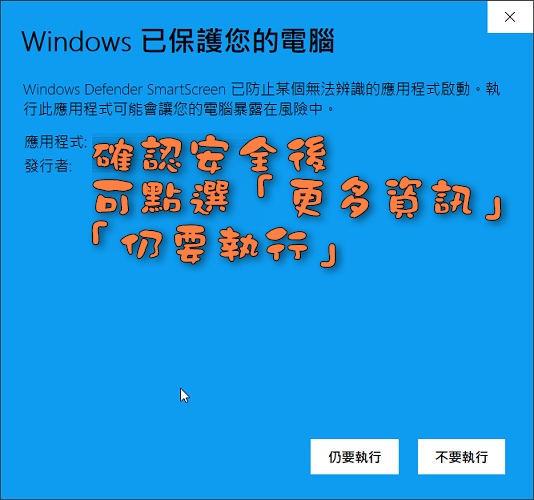 Windows 已保護您的電腦
Windows Defender SmartScreen 已防止某個無法辨識的應用程式啟動。執
行此應用程式可能會讓您的電腦暴露在風險中。
應用程式:
發行者:
確認安全後
可點選「更多資訊」
「仍要執行」
仍要執行
不要執行